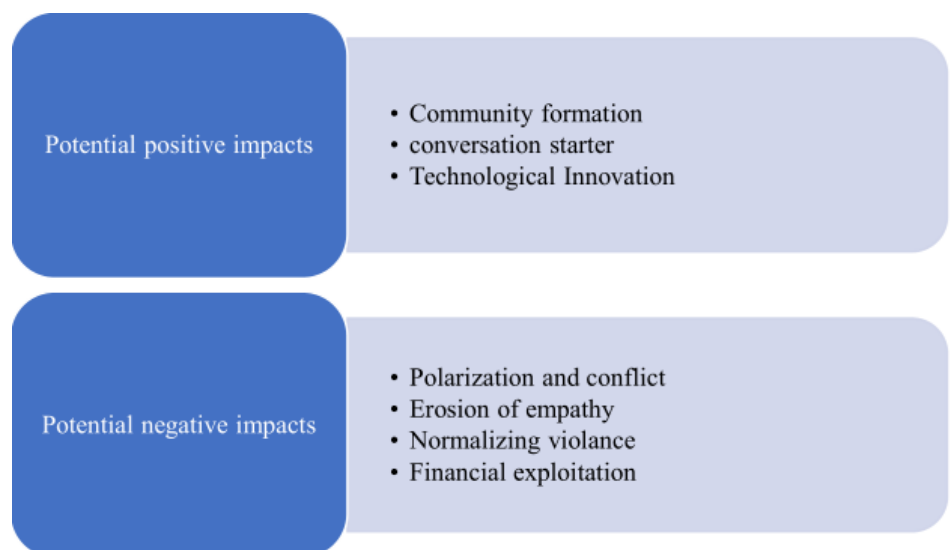 Potential positive impacts
• Community formation
• conversation starter
• Technological Innovation
Potential negative impacts
• Polarization and conflict
• Erosion of empathy
• Normalizing violance
• Financial exploitation